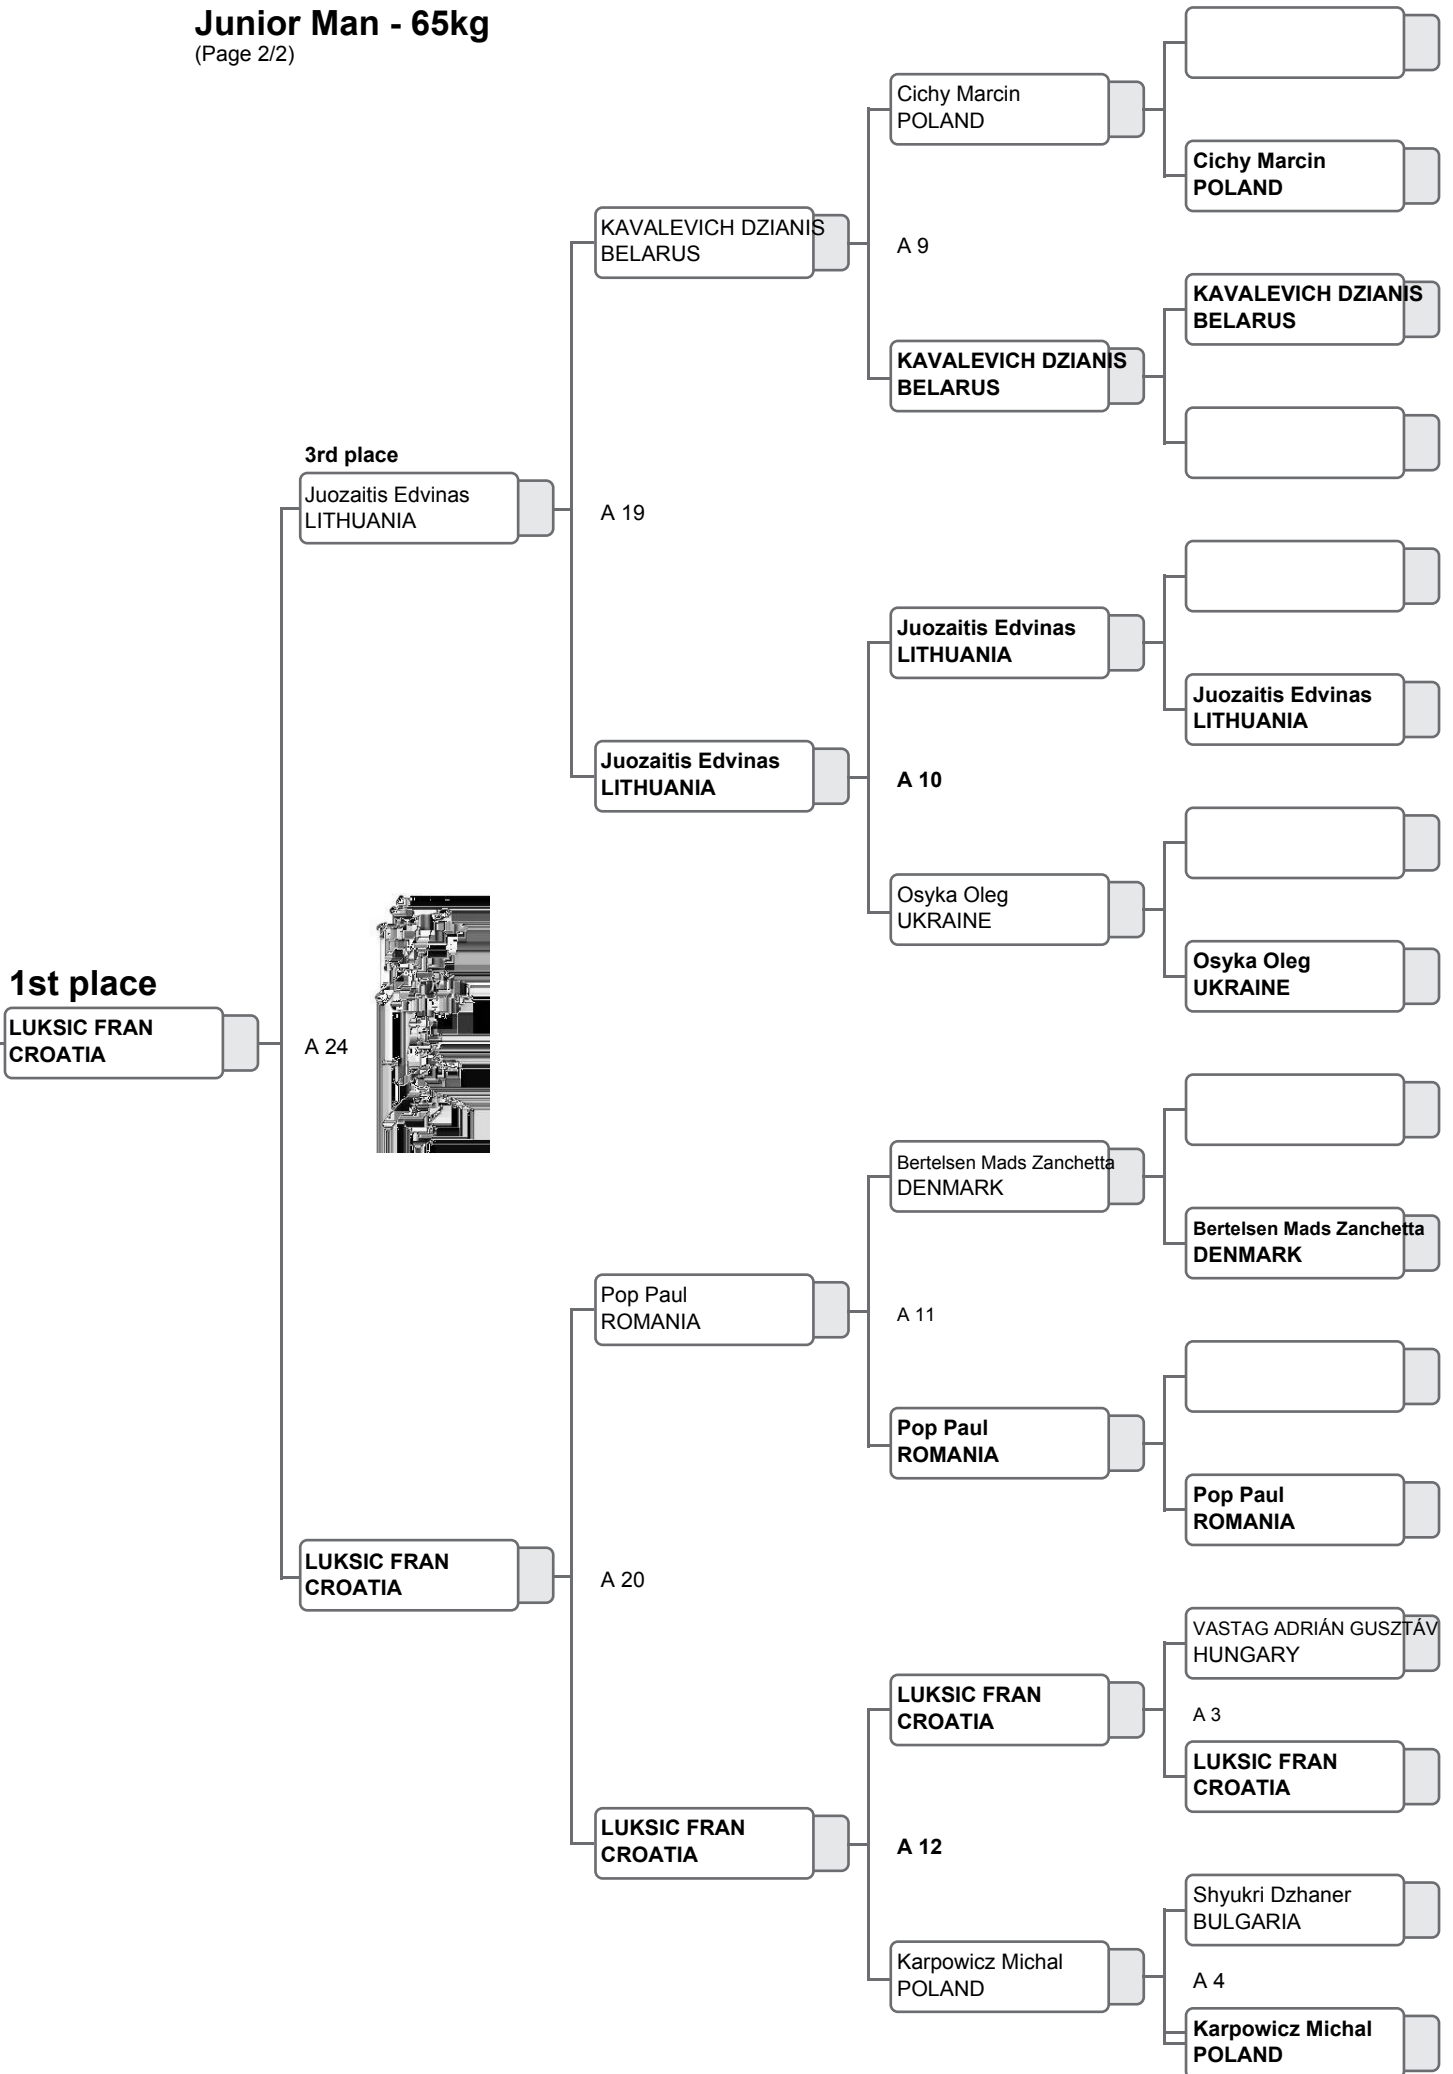 Junior Man - 65kg
(Page 2/2)
Cichy Marcin
POLAND
Cichy Marcin
POLAND
KAVALEVICH DZIANIS
BELARUS
A 9
KAVALEVICH DZIANIS
BELARUS
KAVALEVICH DZIANIS
BELARUS
3rd place
Juozaitis Edvinas
LITHUANIA
A 19
Juozaitis Edvinas
LITHUANIA
Juozaitis Edvinas
LITHUANIA
Juozaitis Edvinas
LITHUANIA
A 10
Osyka Oleg
UKRAINE
Osyka Oleg
UKRAINE
1st place
LUKSIC FRAN
CROATIA
A 24
Bertelsen Mads Zanchetta
DENMARK
Bertelsen Mads Zanchetta
DENMARK
Pop Paul
ROMANIA
A 11
Pop Paul
ROMANIA
Pop Paul
ROMANIA
LUKSIC FRAN
CROATIA
A 20
VASTAG ADRIÁN GUSZTÁV
HUNGARY
LUKSIC FRAN
CROATIA
A 3
LUKSIC FRAN
CROATIA
LUKSIC FRAN
CROATIA
A 12
Shyukri Dzhaner
BULGARIA
Karpowicz Michal
POLAND
A 4
Karpowicz Michal
POLAND